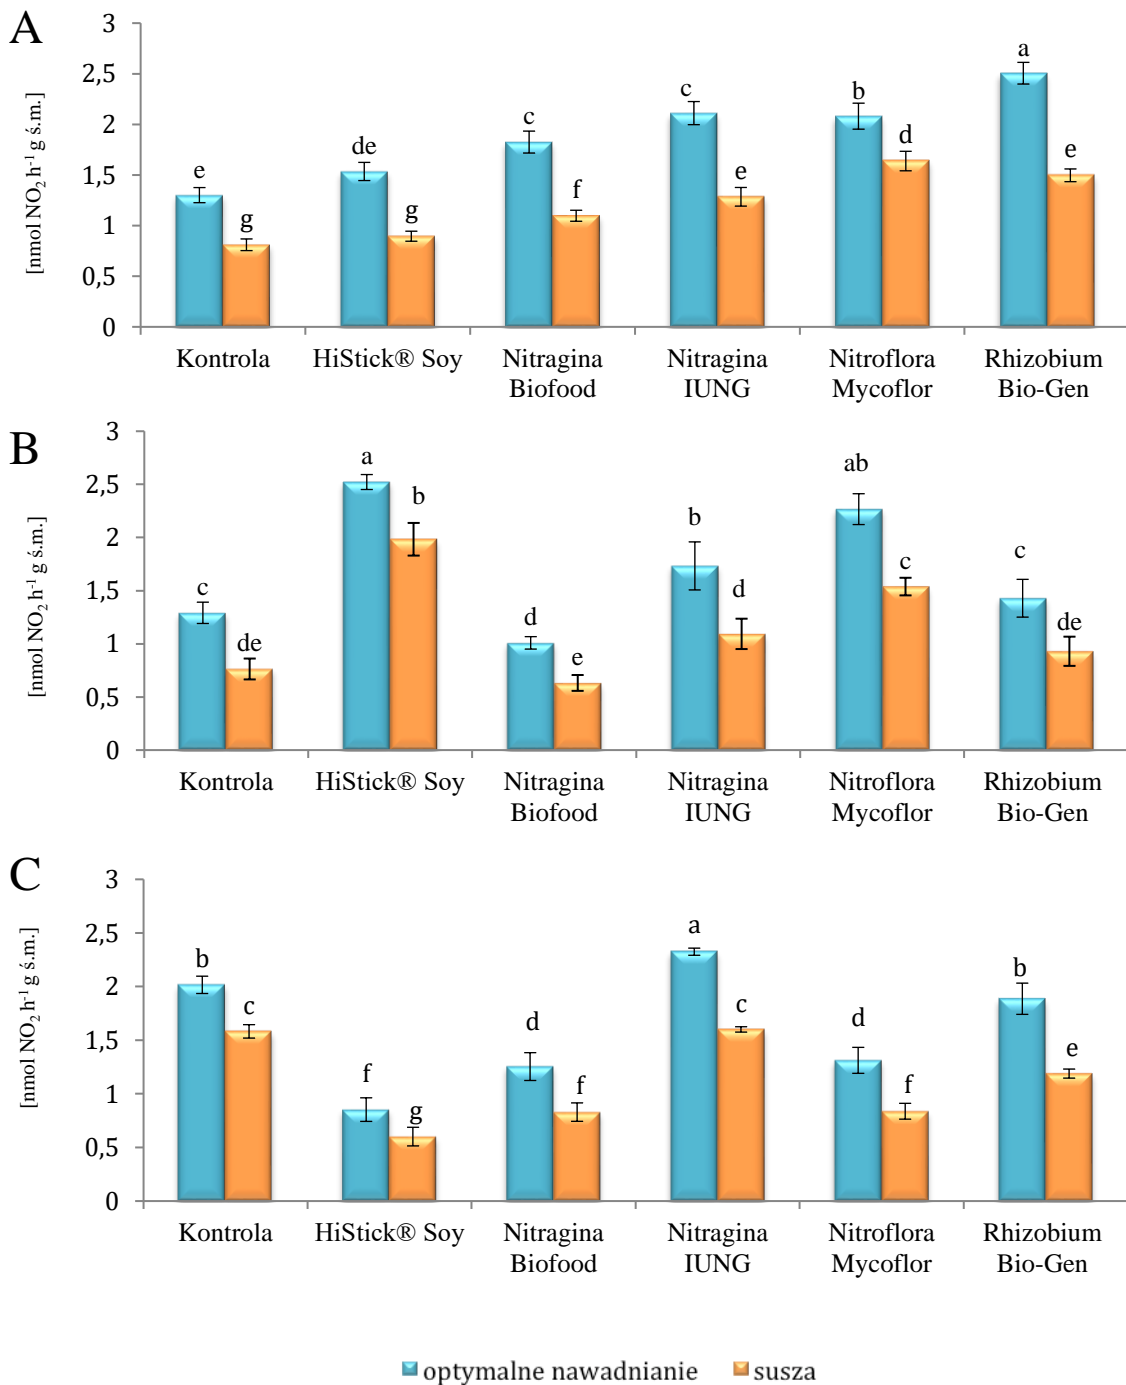 A
3
2,5
2
1,5
1
0,5
0
[nmol NO₂ h⁻¹ g ś.m.]
e g de g c f c e b d a e
Kontrola HiStick® Soy Nitragina Biofood Nitragina IUNG Nitroflora Mycoflor Rhizobium Bio-Gen
B
3
2,5
2
1,5
1
0,5
0
[nmol NO₂ h⁻¹ g ś.m.]
c de a b d e b d ab c c de
Kontrola HiStick® Soy Nitragina Biofood Nitragina IUNG Nitroflora Mycoflor Rhizobium Bio-Gen
C
3
2,5
2
1,5
1
0,5
0
[nmol NO₂ h⁻¹ g ś.m.]
b c f g d f a c d f b e
Kontrola HiStick® Soy Nitragina Biofood Nitragina IUNG Nitroflora Mycoflor Rhizobium Bio-Gen
optymalne nawadnianie susza